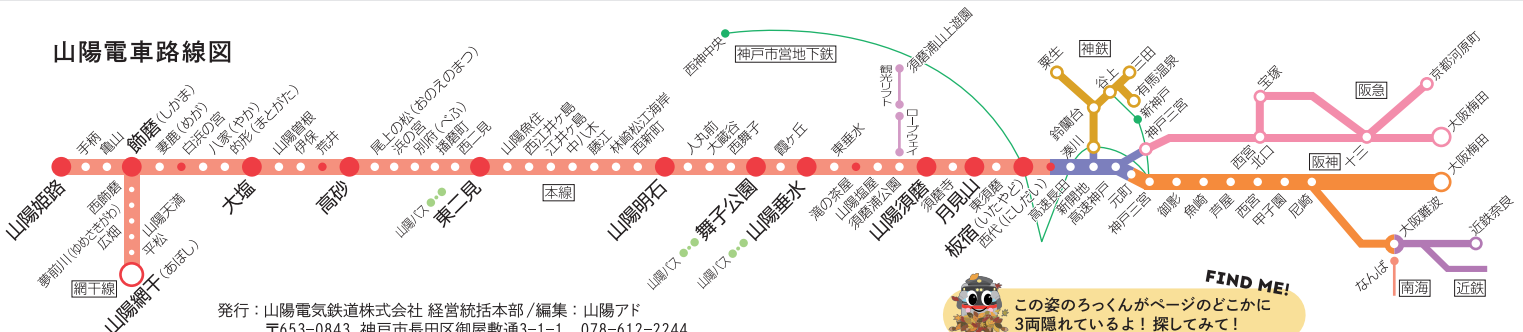 山陽電車路線図
手柄
亀山
飾磨(しかま)
妻鹿(めが)
白浜の宮
八家(やか)
的形(まとがた)
山陽曽根
伊保
荒井
尾上の松(おのえのまつ)
浜の宮
別府(べふ)
播磨町
西二見
山陽魚住
西江井ヶ島
江井ヶ島
中八木
藤江
林崎松江海岸
西新町
人丸前
大蔵谷
西舞子
霞ヶ丘
東垂水
山陽姫路
大塩
高砂
東二見
山陽明石
舞子公園
山陽垂水
滝の茶屋
山陽塩屋
須磨浦公園
山陽須磨
須磨寺
月見山
東須磨
板宿(いたやど)
西代(にしだい)
高速長田
新開地
高速神戸
元町
神戸三宮
御影
魚崎
芦屋
西宮
甲子園
尼崎
本線
西飾磨
夢前川(ゆめさきがわ)
広畑
山陽天満
平松
山陽網干(あぼし)
網干線
山陽バス
山陽バス
山陽バス
西神中央
神戸市営地下鉄
観光リフト
ロープウェイ
須磨浦山上遊園
神鉄
粟生
谷上
三田
有馬温泉
鈴蘭台
湊川
新神戸
神戸三宮
宝塚
西宮北口
十三
阪急
京都河原町
大阪梅田
阪神
大阪梅田
大阪難波
近鉄奈良
なんば
南海
近鉄
発行：山陽電気鉄道株式会社 経営統括本部/編集：山陽アド
〒653-0843 神戸市長田区御屋敷通3-1-1 078-612-2244
FIND ME!
この姿のろっくんがページのどこかに
3両隠れているよ！探してみて！